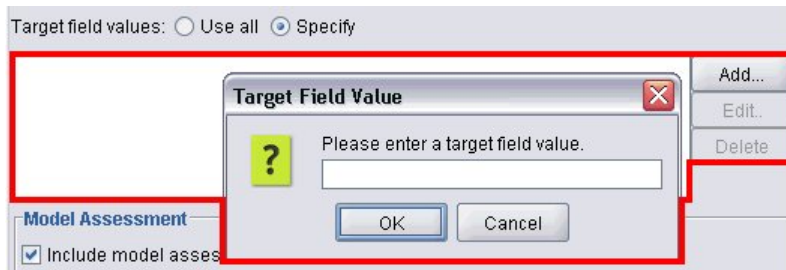 Target field values: Use all Specify
Add...
Target Field Value
Edit..
Please enter a target field value.
Delete
?
OK Cancel
Model Assessment
Include model asses